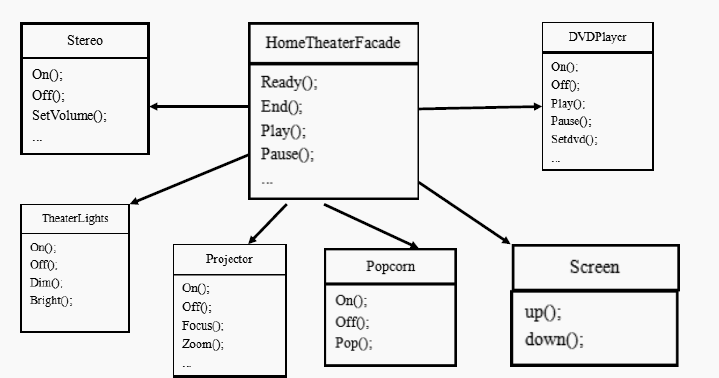 Stereo
On();
Off();
SetVolume();
...
HomeTheaterFacade
Ready();
End();
Play();
Pause();
...
DVDPlayer
On();
Off();
Play();
Pause();
Setdvd();
...
TheaterLights
On();
Off();
Dim();
Bright();
Projector
On();
Off();
Focus();
Zoom();
...
Popcorn
On();
Off();
Pop();
Screen
up();
down();